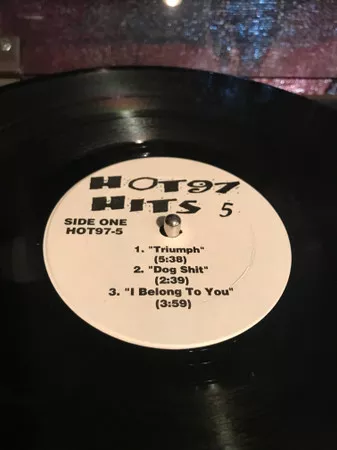 HOT97
HITS 5
SIDE ONE
HOT97-5
1. "Triumph"
(5:38)
2. "Dog Shit"
(2:39)
3. "I Belong To You"
(3:59)